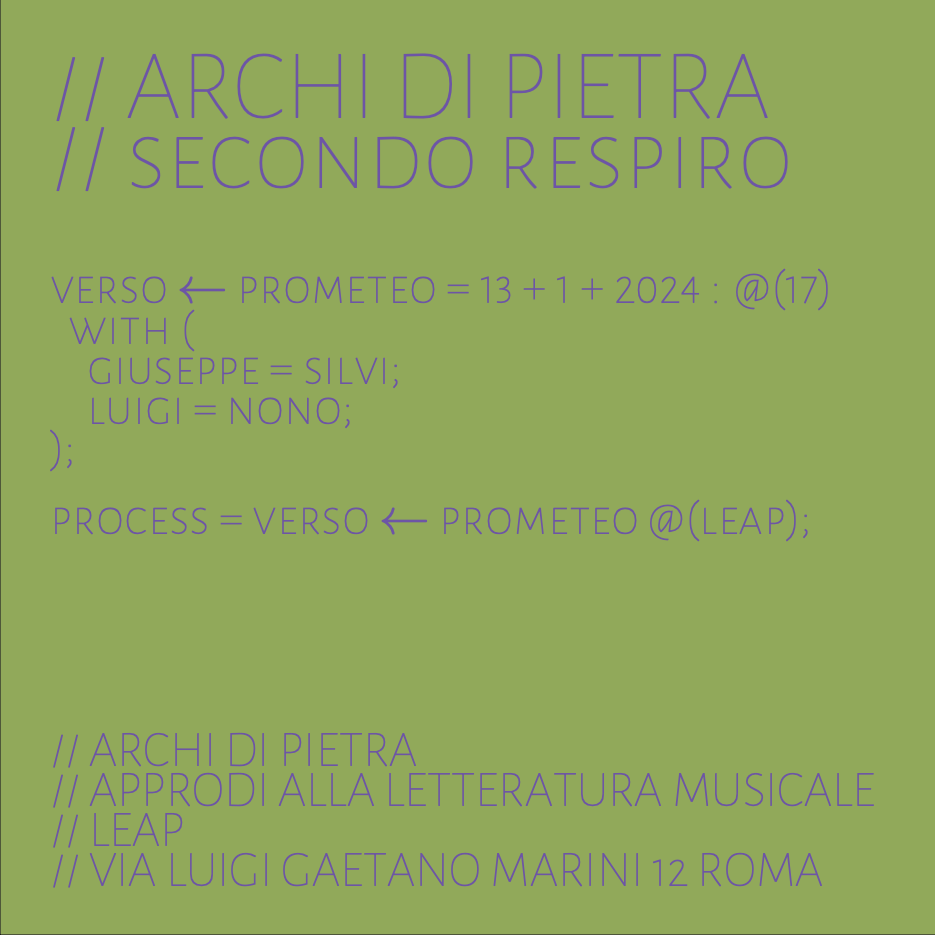 // ARCHI DI PIETRA
// SECONDO RESPIRO
VERSO ← PROMETEO = 13 + 1 + 2024 : @(17)
WITH (
GIUSEPPE = SILVI;
LUIGI = NONO;
);
PROCESS = VERSO ← PROMETEO @(LEAP);
// ARCHI DI PIETRA
// APPRODI ALLA LETTERATURA MUSICALE
// LEAP
// VIA LUIGI GAETANO MARINI 12 ROMA